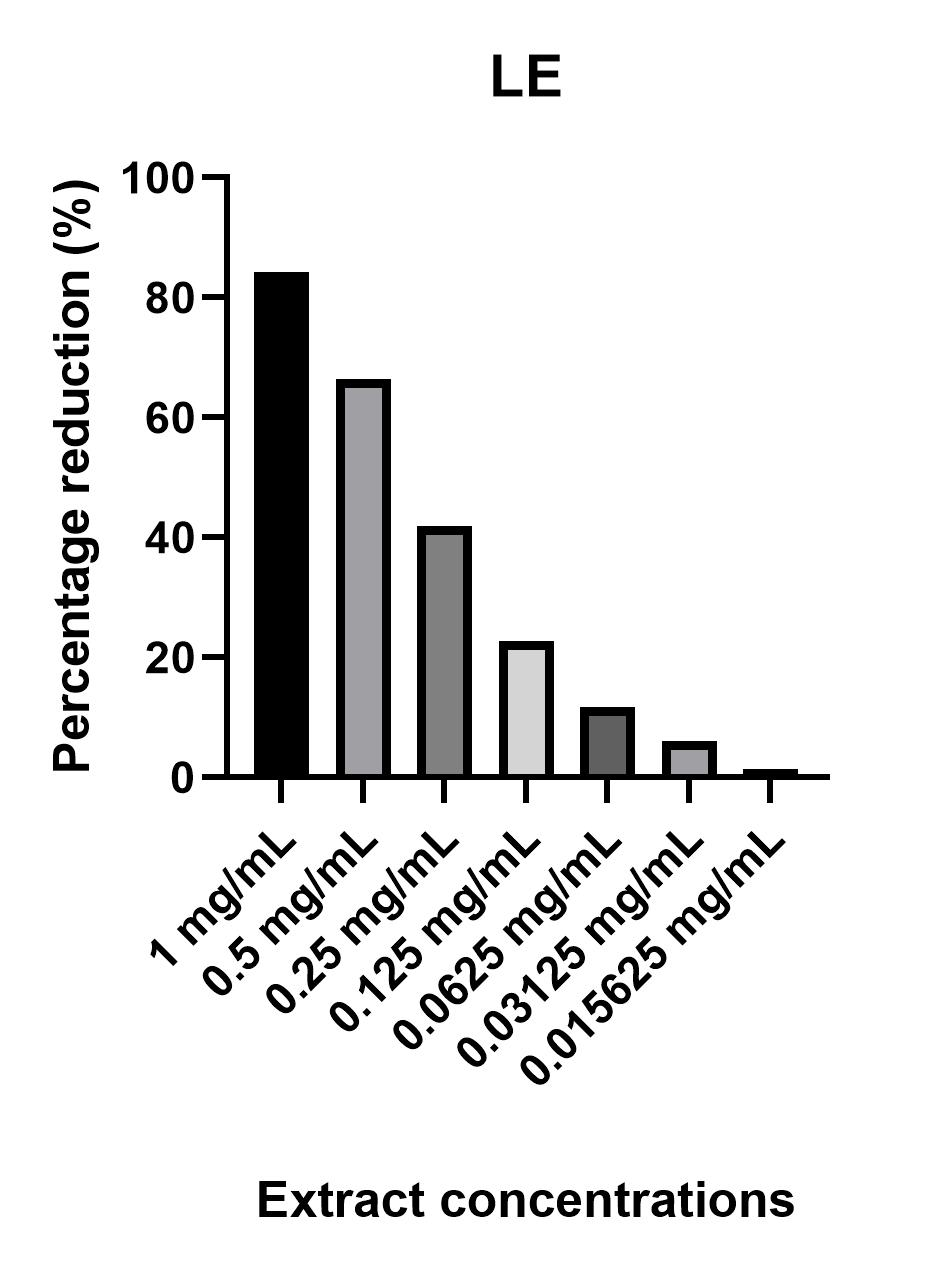 LE
Percentage reduction (%)
100
80
60
40
20
0
1 mg/mL
0.5 mg/mL
0.25 mg/mL
0.125 mg/mL
0.0625 mg/mL
0.03125 mg/mL
0.015625 mg/mL
Extract concentrations